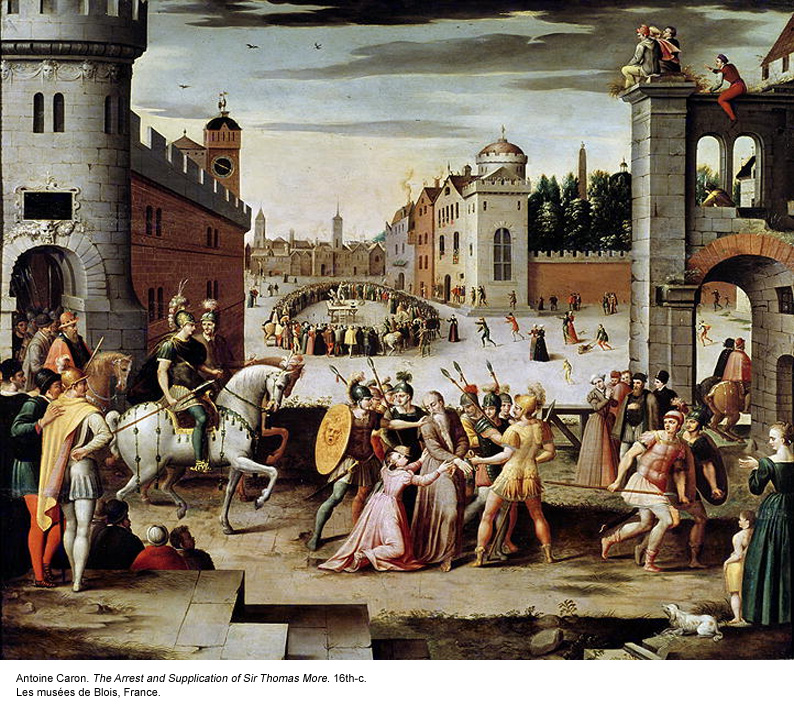 Antoine Caron. The Arrest and Supplication of Sir Thomas More. 16th-c.
Les musées de Blois, France.